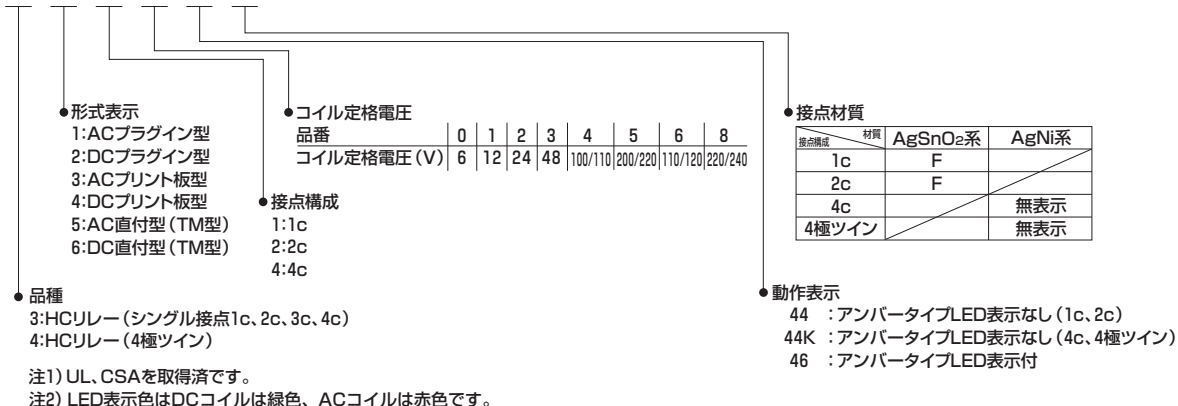 ●形式表示
1:ACプラグイン型
2:DCプラグイン型
3:ACプリント板型
4:DCプリント板型
5:AC直付型(TM型)
6:DC直付型(TM型)
●コイル定格電圧
品番 0 1 2 3 4 5 6 8
コイル定格電圧(V) 6 12 24 48 100/110 200/220 110/120 220/240
●接点構成
1:1c
2:2c
4:4c
●接点材質
接点構成 材質 AgSnO₂系 AgNi系
1c F
2c F
4c 無表示
4極ツイン 無表示
●品種
3:HCリレー(シングル接点1c、2c、3c、4c)
4:HCリレー(4極ツイン)
●動作表示
44 :アンバータイプLED表示なし(1c、2c)
44K :アンバータイプLED表示なし(4c、4極ツイン)
46 :アンバータイプLED表示付
注1) UL、CSAを取得済です。
注2) LED表示色はDCコイルは緑色、ACコイルは赤色です。